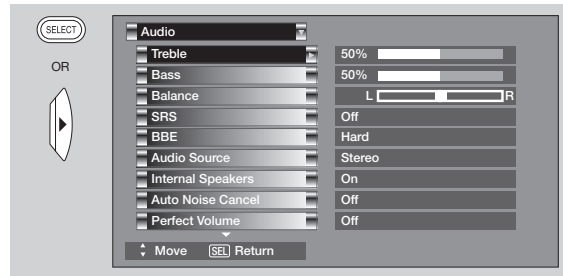 SELECT
OR
Audio
Treble 50%
Bass 50%
Balance L R
SRS Off
BBE Hard
Audio Source Stereo
Internal Speakers On
Auto Noise Cancel Off
Perfect Volume Off
Move SEL Return